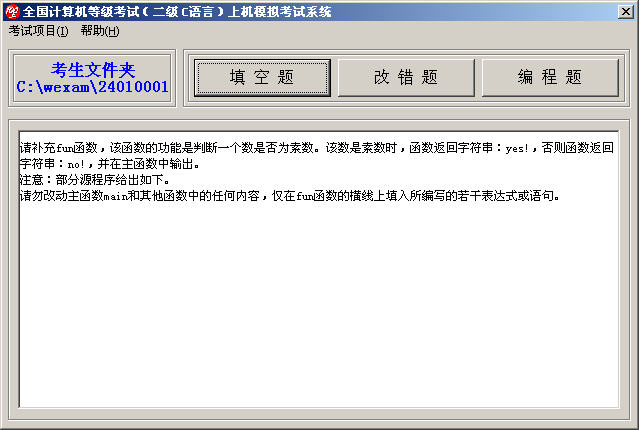 全国计算机等级考试（二级C语言）上机模拟考试系统
考试项目(I) 帮助(H)
考生文件夹
C:\wexam\24010001
填 空 题
改 错 题
编 程 题
请补充fun函数，该函数的功能是判断一个数是否为素数。该数是素数时，函数返回字符串：yes!，否则函数返回
字符串：no!，并在主函数中输出。
注意：部分源程序给出如下。
请勿改动主函数main和其他函数中的任何内容，仅在fun函数的横线上填入所编写的若干表达式或语句。